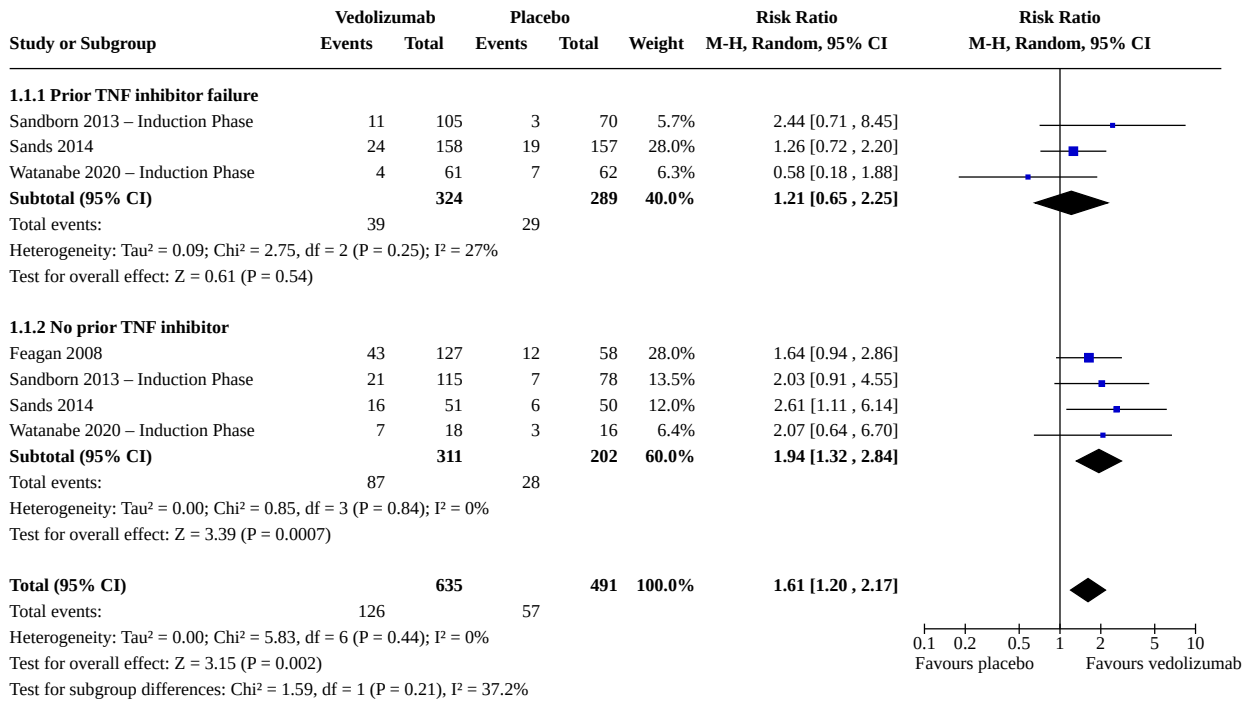 Vedolizumab Placebo Risk Ratio Risk Ratio
Study or Subgroup Events Total Events Total Weight M-H, Random, 95% CI M-H, Random, 95% CI
1.1.1 Prior TNF inhibitor failure
Sandborn 2013 – Induction Phase 11 105 3 70 5.7% 2.44 [0.71 , 8.45]
Sands 2014 24 158 19 157 28.0% 1.26 [0.72 , 2.20]
Watanabe 2020 – Induction Phase 4 61 7 62 6.3% 0.58 [0.18 , 1.88]
Subtotal (95% CI) 324 289 40.0% 1.21 [0.65 , 2.25]
Total events: 39 29
Heterogeneity: Tau² = 0.09; Chi² = 2.75, df = 2 (P = 0.25); I² = 27%
Test for overall effect: Z = 0.61 (P = 0.54)
1.1.2 No prior TNF inhibitor
Feagan 2008 43 127 12 58 28.0% 1.64 [0.94 , 2.86]
Sandborn 2013 – Induction Phase 21 115 7 78 13.5% 2.03 [0.91 , 4.55]
Sands 2014 16 51 6 50 12.0% 2.61 [1.11 , 6.14]
Watanabe 2020 – Induction Phase 7 18 3 16 6.4% 2.07 [0.64 , 6.70]
Subtotal (95% CI) 311 202 60.0% 1.94 [1.32 , 2.84]
Total events: 87 28
Heterogeneity: Tau² = 0.00; Chi² = 0.85, df = 3 (P = 0.84); I² = 0%
Test for overall effect: Z = 3.39 (P = 0.0007)
Total (95% CI) 635 491 100.0% 1.61 [1.20 , 2.17]
Total events: 126 57
Heterogeneity: Tau² = 0.00; Chi² = 5.83, df = 6 (P = 0.44); I² = 0%
0.1 0.2 0.5 1 2 5 10
Test for overall effect: Z = 3.15 (P = 0.002) Favours placebo Favours vedolizumab
Test for subgroup differences: Chi² = 1.59, df = 1 (P = 0.21), I² = 37.2%